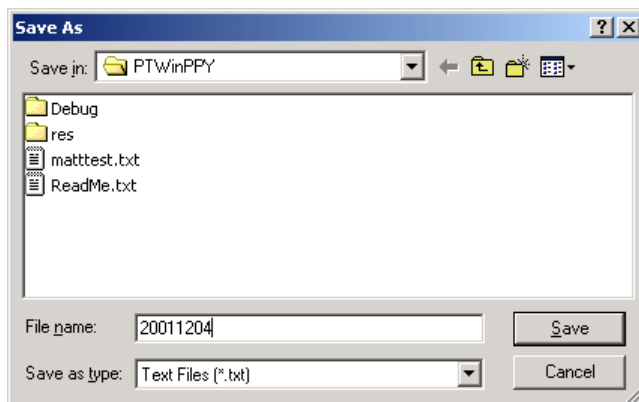 Save As
Save in: PTWinPPY
Debug
res
matttest.txt
ReadMe.txt
File name: 20011204 Save
Save as type: Text Files (*.txt) Cancel